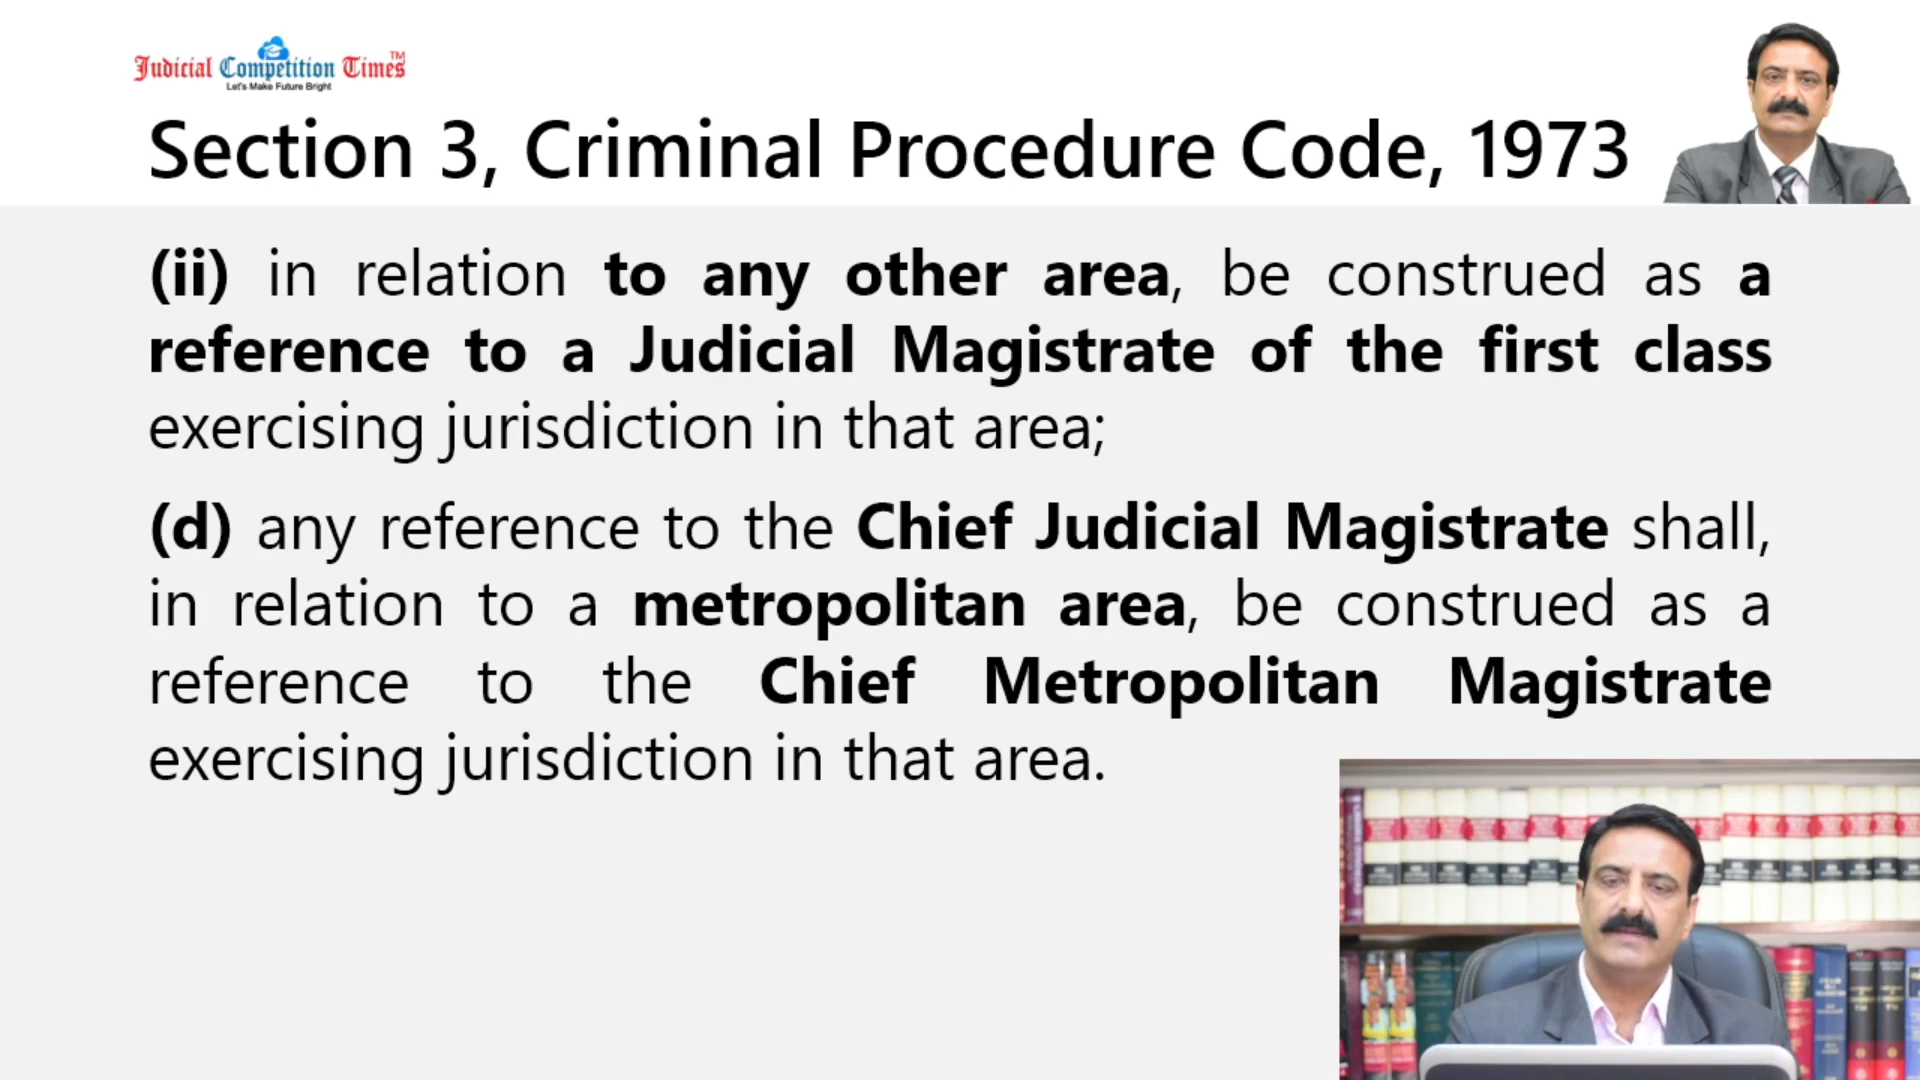 Judicial Competition Times™
Let's Make Future Bright
Section 3, Criminal Procedure Code, 1973
(ii) in relation to any other area, be construed as a
reference to a Judicial Magistrate of the first class
exercising jurisdiction in that area;
(d) any reference to the Chief Judicial Magistrate shall,
in relation to a metropolitan area, be construed as a
reference to the Chief Metropolitan Magistrate
exercising jurisdiction in that area.